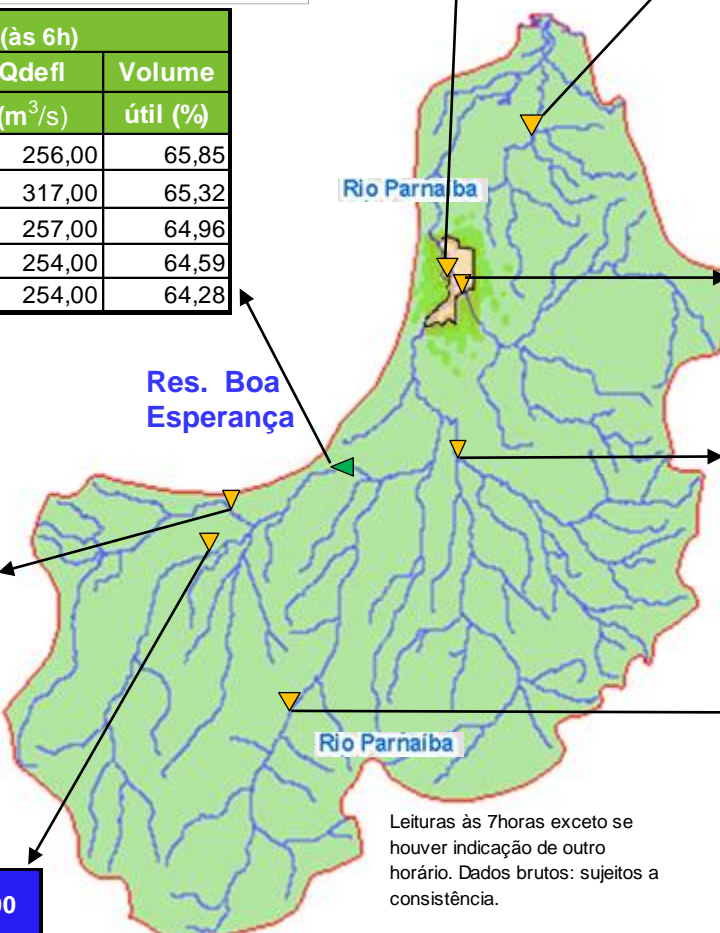 (às 6h)
Qdefl Volume
(m³/s) útil (%)
256,00 65,85
317,00 65,32
257,00 64,96
254,00 64,59
254,00 64,28
Rio Parnaíba
Res. Boa
Esperança
Rio Parnaíba
Leituras às 7horas exceto se
houver indicação de outro
horário. Dados brutos: sujeitos a
consistência.